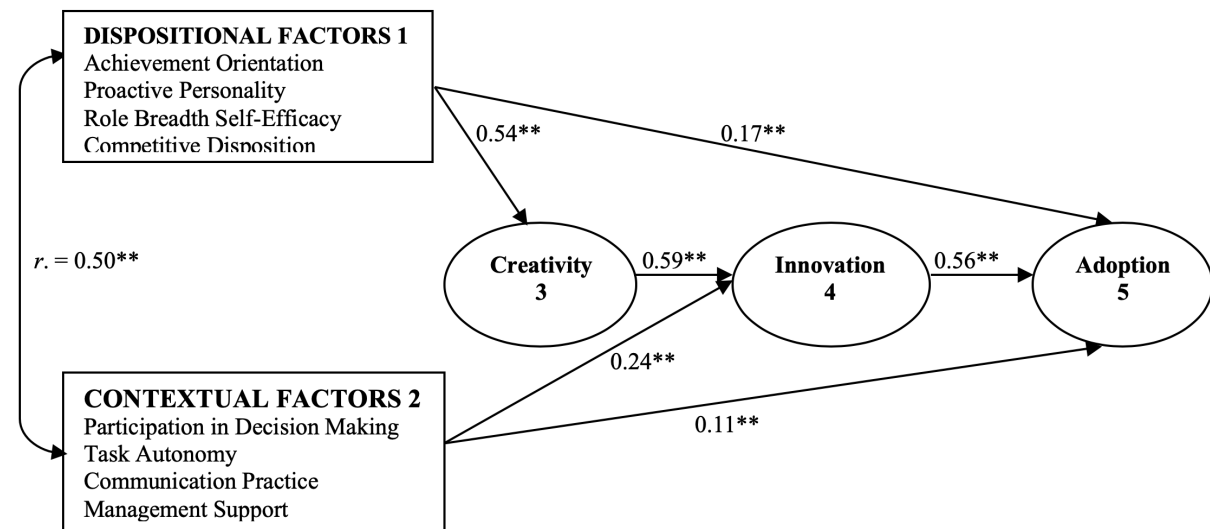 DISPOSITIONAL FACTORS 1
Achievement Orientation
Proactive Personality
Role Breadth Self-Efficacy
Competitive Disposition
0.54**
0.17**
r. = 0.50**
Creativity
3
0.59**
Innovation
4
0.56**
Adoption
5
0.24**
0.11**
CONTEXTUAL FACTORS 2
Participation in Decision Making
Task Autonomy
Communication Practice
Management Support